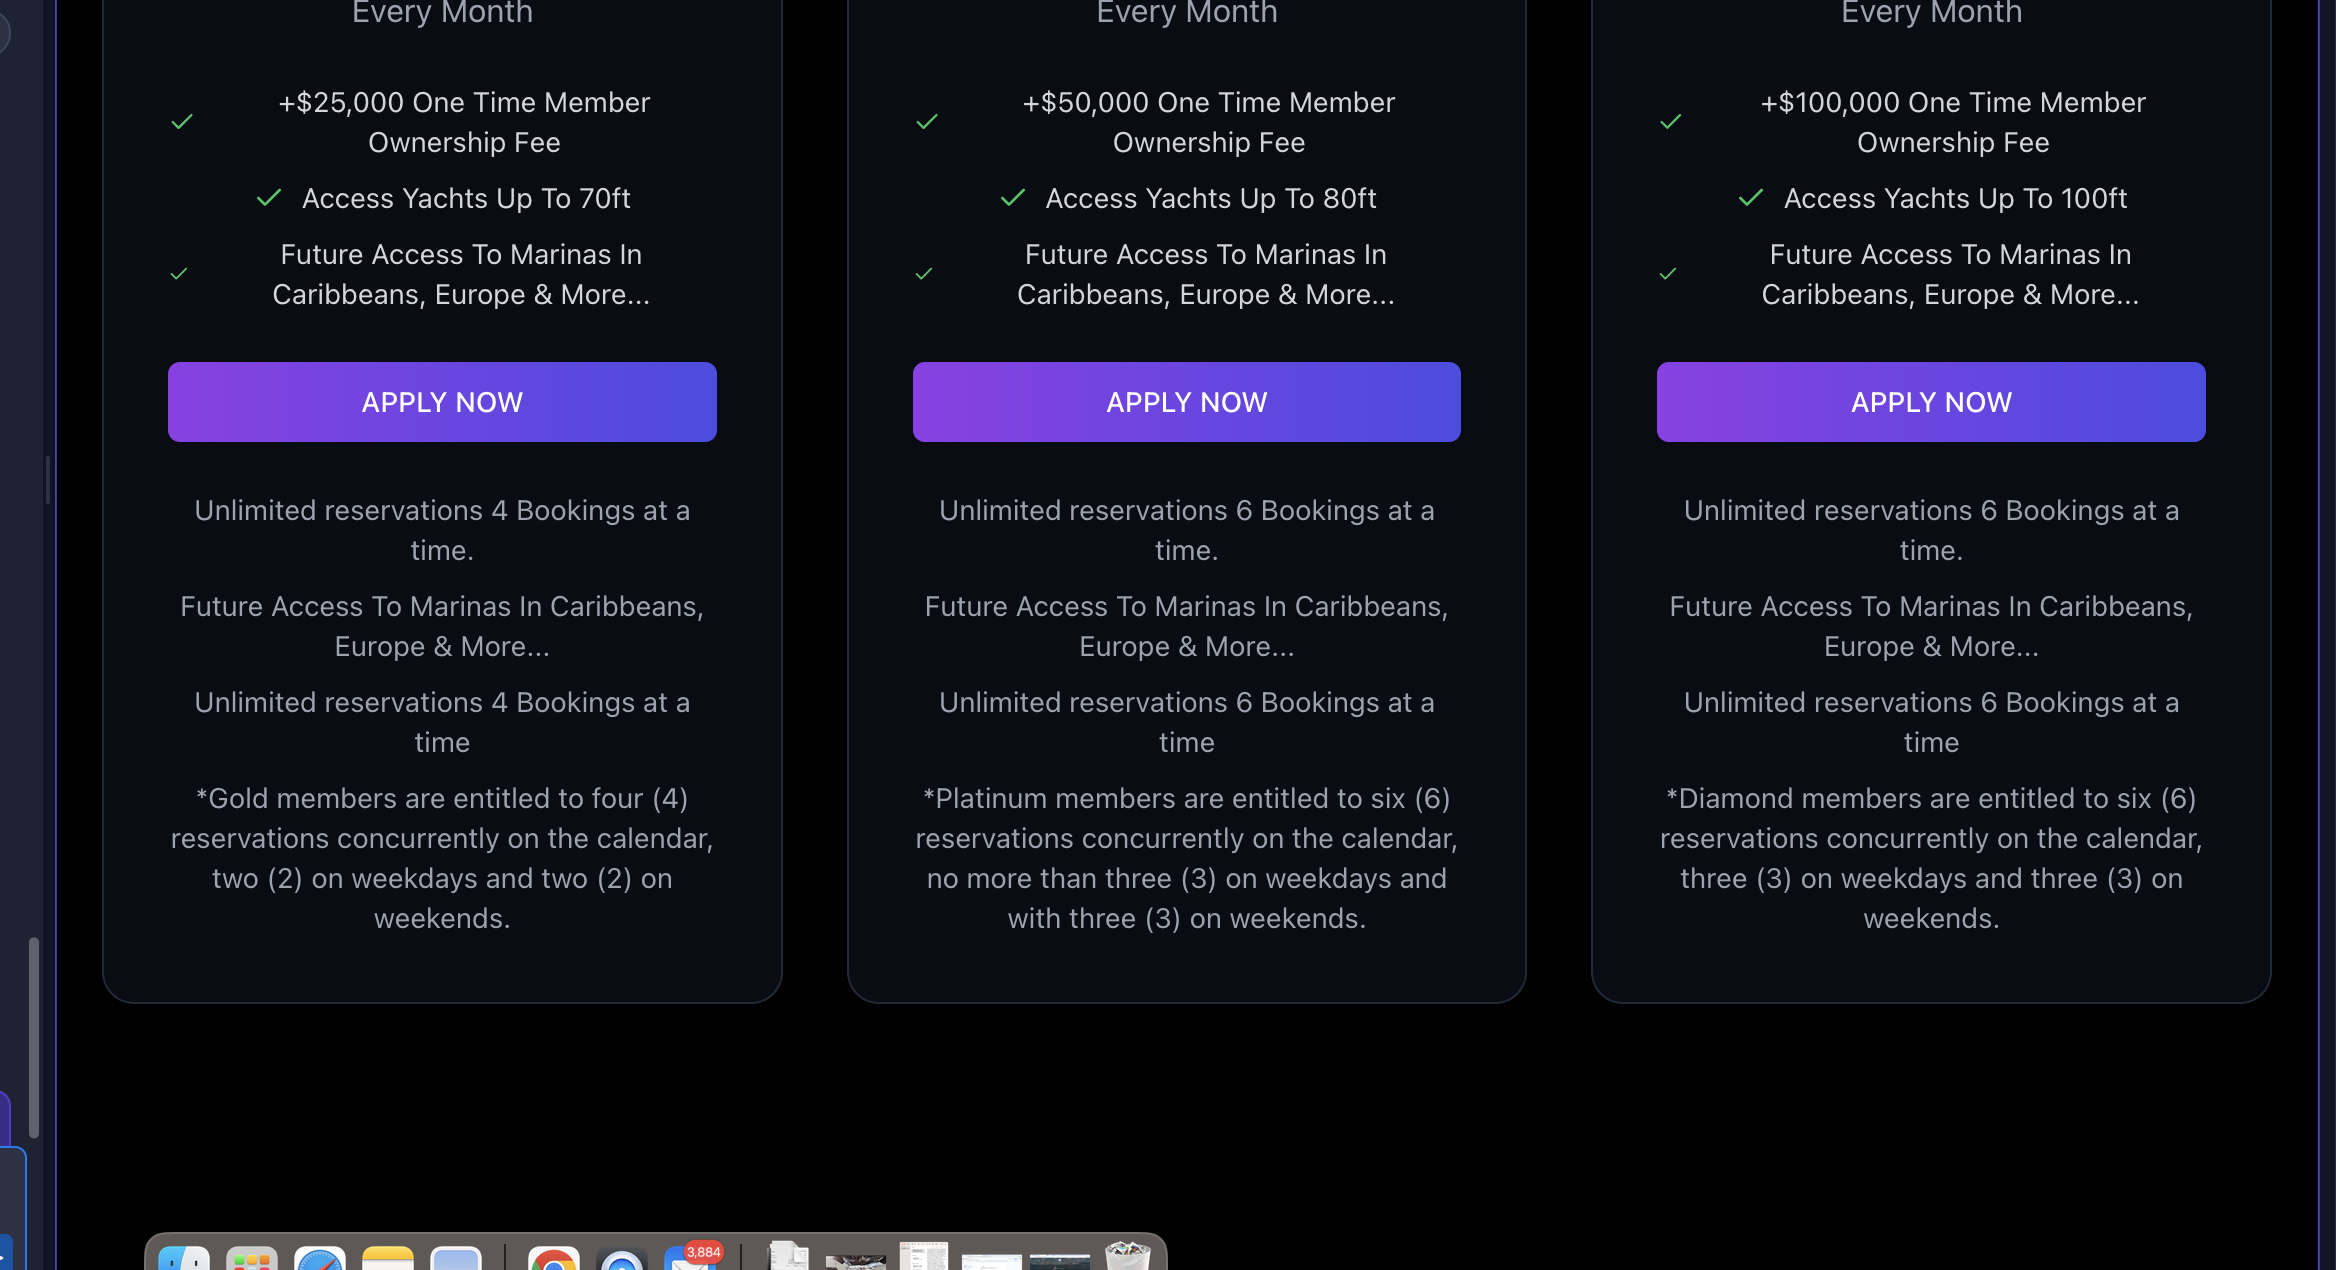 Every Month
+$25,000 One Time Member
Ownership Fee
Access Yachts Up To 70ft
Future Access To Marinas In
Caribbeans, Europe & More...
APPLY NOW
Unlimited reservations 4 Bookings at a
time.
Future Access To Marinas In Caribbeans,
Europe & More...
Unlimited reservations 4 Bookings at a
time
*Gold members are entitled to four (4)
reservations concurrently on the calendar,
two (2) on weekdays and two (2) on
weekends.
Every Month
+$50,000 One Time Member
Ownership Fee
Access Yachts Up To 80ft
Future Access To Marinas In
Caribbeans, Europe & More...
APPLY NOW
Unlimited reservations 6 Bookings at a
time.
Future Access To Marinas In Caribbeans,
Europe & More...
Unlimited reservations 6 Bookings at a
time
*Platinum members are entitled to six (6)
reservations concurrently on the calendar,
no more than three (3) on weekdays and
with three (3) on weekends.
Every Month
+$100,000 One Time Member
Ownership Fee
Access Yachts Up To 100ft
Future Access To Marinas In
Caribbeans, Europe & More...
APPLY NOW
Unlimited reservations 6 Bookings at a
time.
Future Access To Marinas In Caribbeans,
Europe & More...
Unlimited reservations 6 Bookings at a
time
*Diamond members are entitled to six (6)
reservations concurrently on the calendar,
three (3) on weekdays and three (3) on
weekends.
3,884